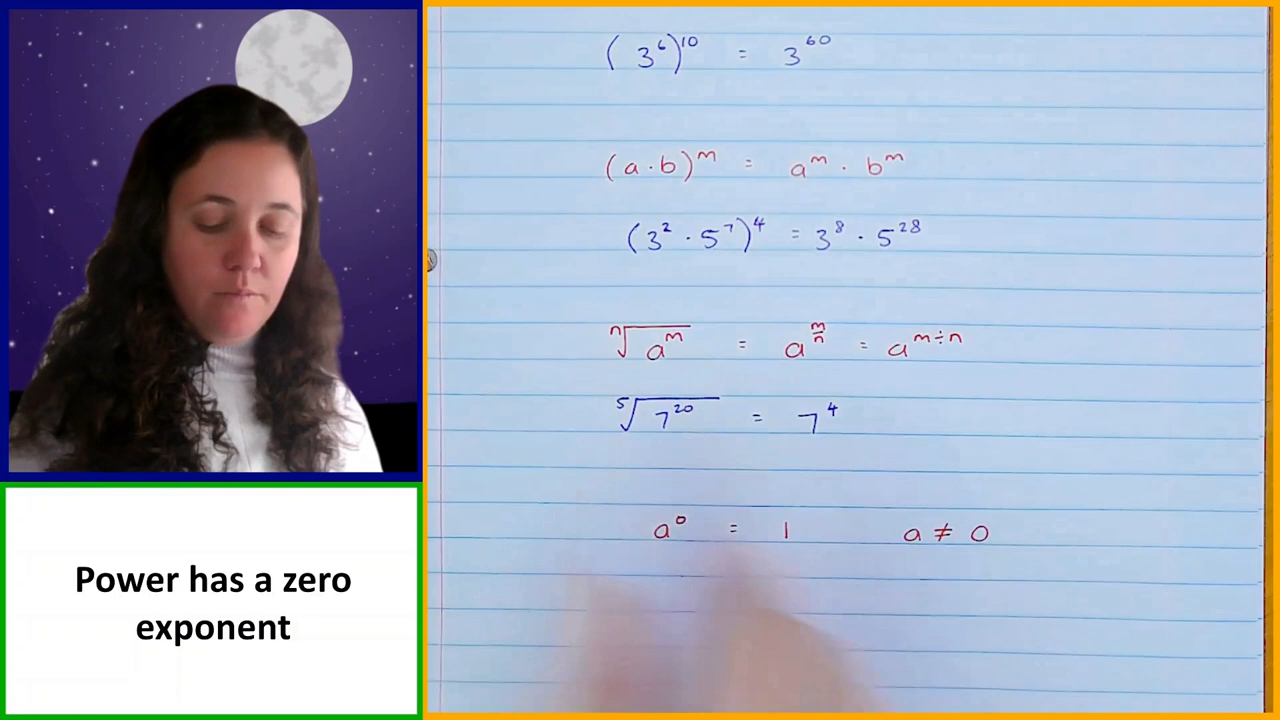 (3⁶)¹⁰ = 3⁶⁰
(a · b)ᵐ = aᵐ · bᵐ
(3² · 5⁷)⁴ = 3⁸ · 5²⁸
ⁿ√aᵐ = a^(m/n) = a^(m÷n)
⁵√7²⁰ = 7⁴
a⁰ = 1 a ≠ 0
Power has a zero
exponent